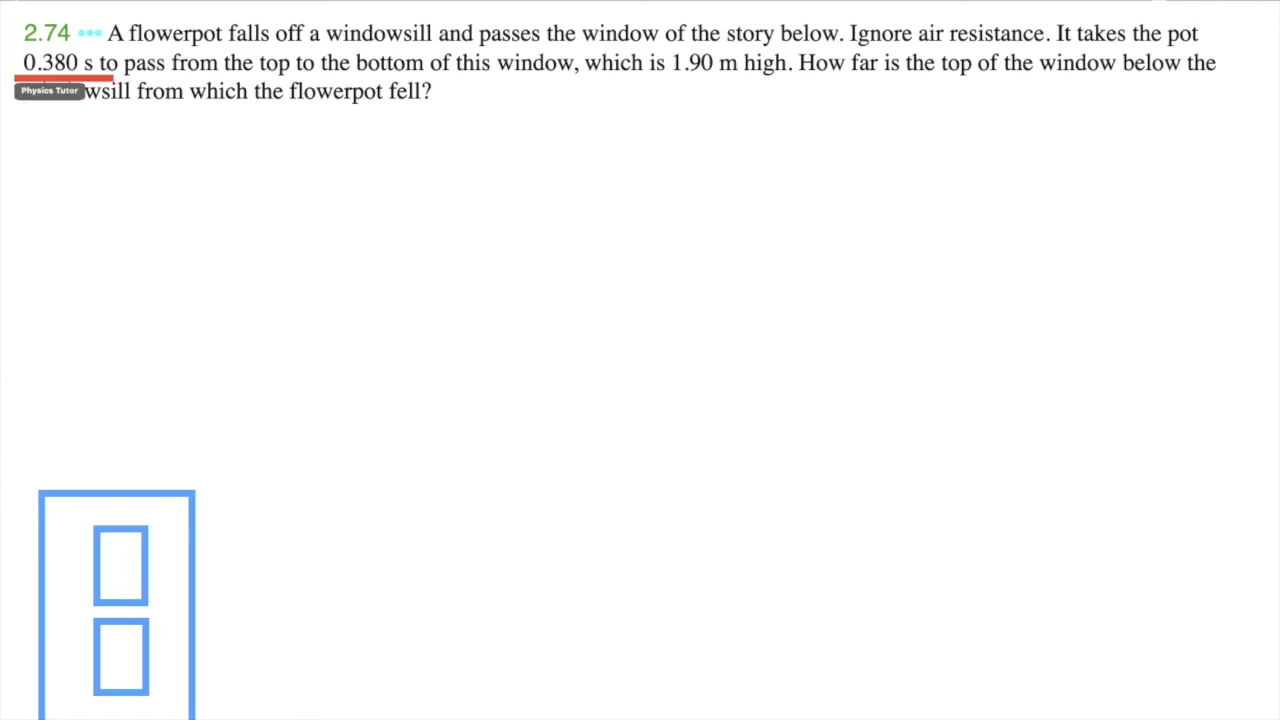 2.74 ••• A flowerpot falls off a windowsill and passes the window of the story below. Ignore air resistance. It takes the pot
0.380 s to pass from the top to the bottom of this window, which is 1.90 m high. How far is the top of the window below the
Physics Tutor wsill from which the flowerpot fell?